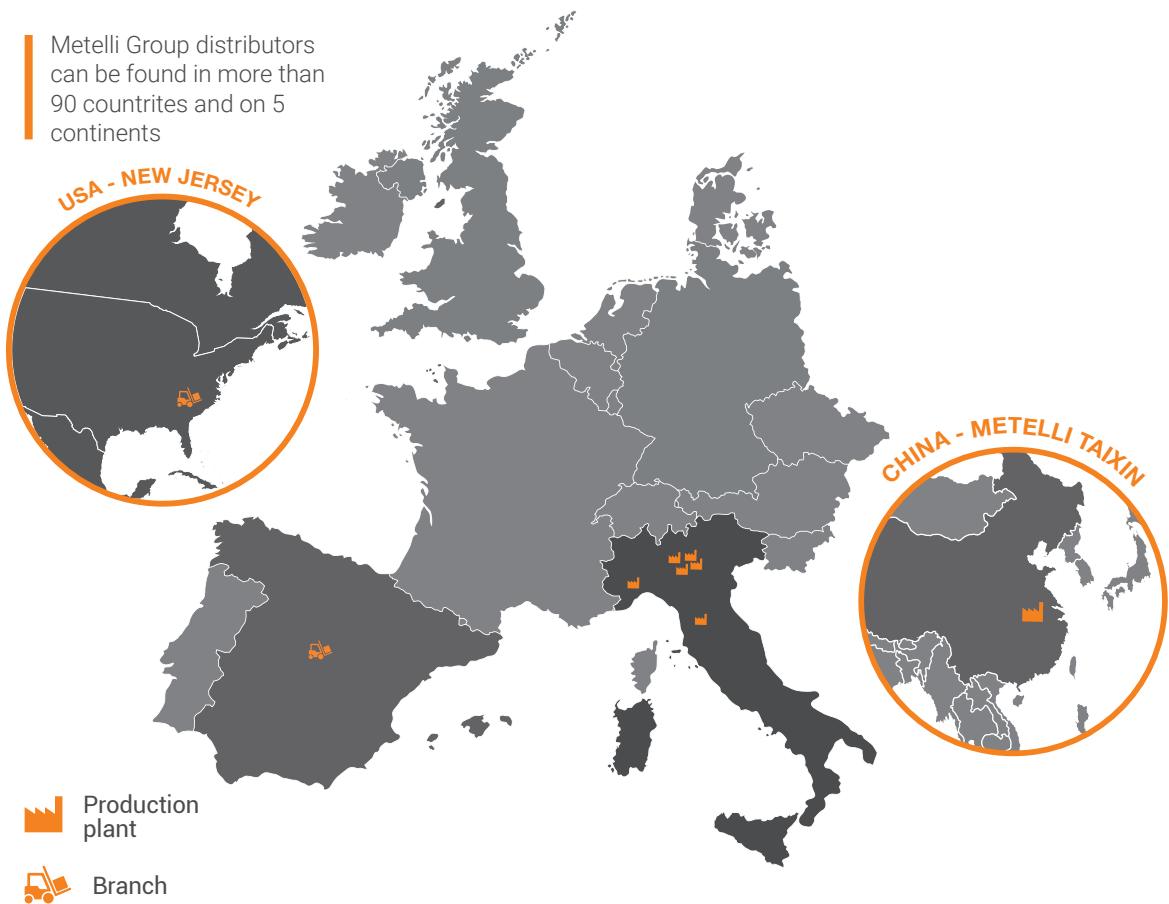 Metelli Group distributors
can be found in more than
90 countrites and on 5
continents
USA - NEW JERSEY
CHINA - METELLI TAIXIN
Production
plant
Branch